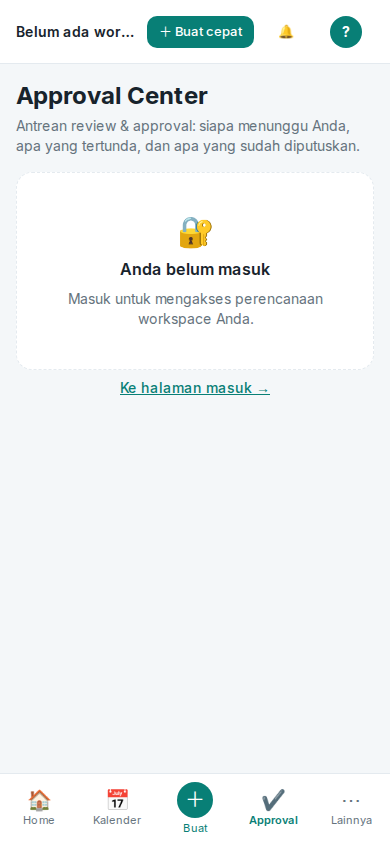 Belum ada wor...
+ Buat cepat
?
Approval Center
Antrean review & approval: siapa menunggu Anda,
apa yang tertunda, dan apa yang sudah diputuskan.
Anda belum masuk
Masuk untuk mengakses perencanaan
workspace Anda.
Ke halaman masuk →
Home
Kalender
Buat
Approval
Lainnya